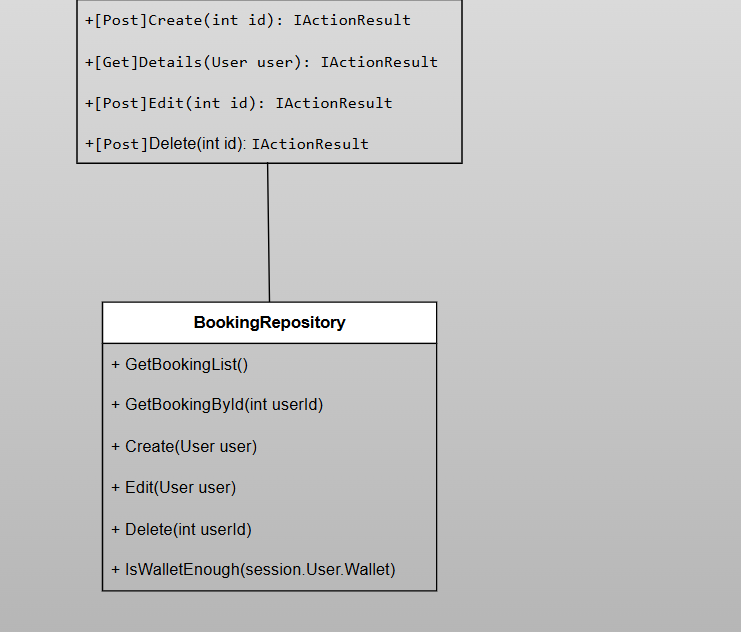 +[Post]Create(int id): IActionResult
+[Get]Details(User user): IActionResult
+[Post]Edit(int id): IActionResult
+[Post]Delete(int id): IActionResult
BookingRepository
+ GetBookingList()
+ GetBookingById(int userId)
+ Create(User user)
+ Edit(User user)
+ Delete(int userId)
+ IsWalletEnough(session.User.Wallet)